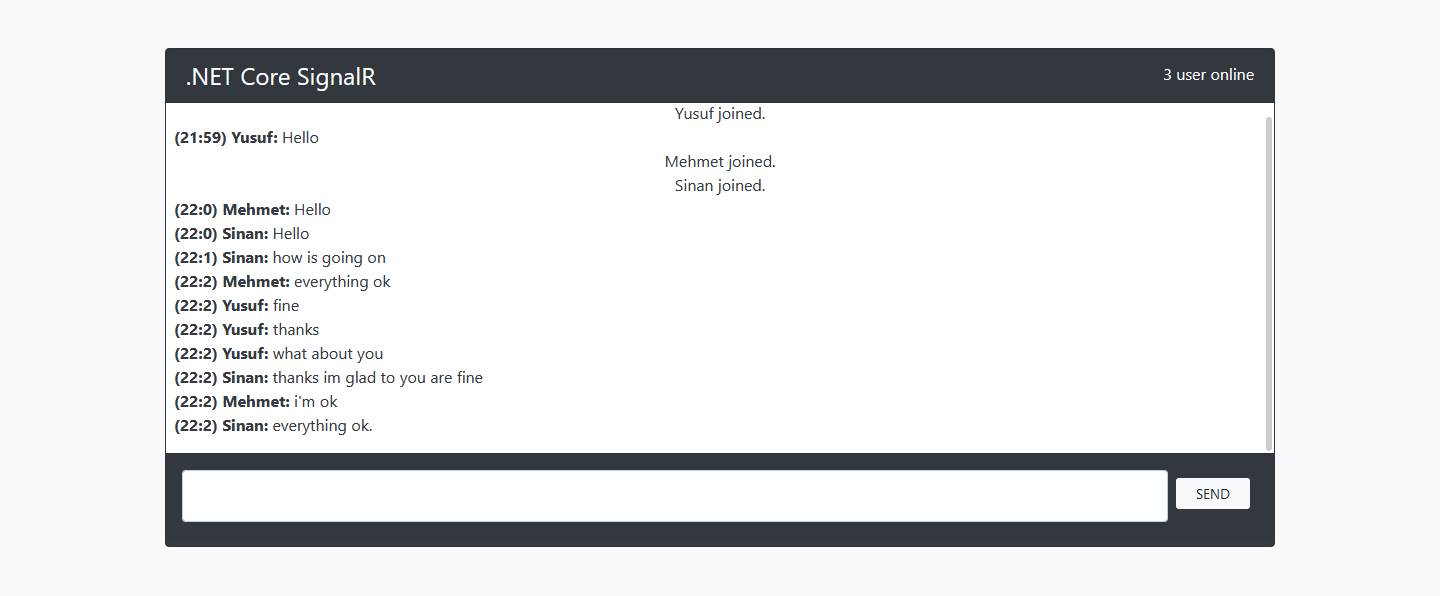 .NET Core SignalR
3 user online
Yusuf joined.
(21:59) Yusuf: Hello
Mehmet joined.
Sinan joined.
(22:0) Mehmet: Hello
(22:0) Sinan: Hello
(22:1) Sinan: how is going on
(22:2) Mehmet: everything ok
(22:2) Yusuf: fine
(22:2) Yusuf: thanks
(22:2) Yusuf: what about you
(22:2) Sinan: thanks im glad to you are fine
(22:2) Mehmet: i'm ok
(22:2) Sinan: everything ok.
SEND